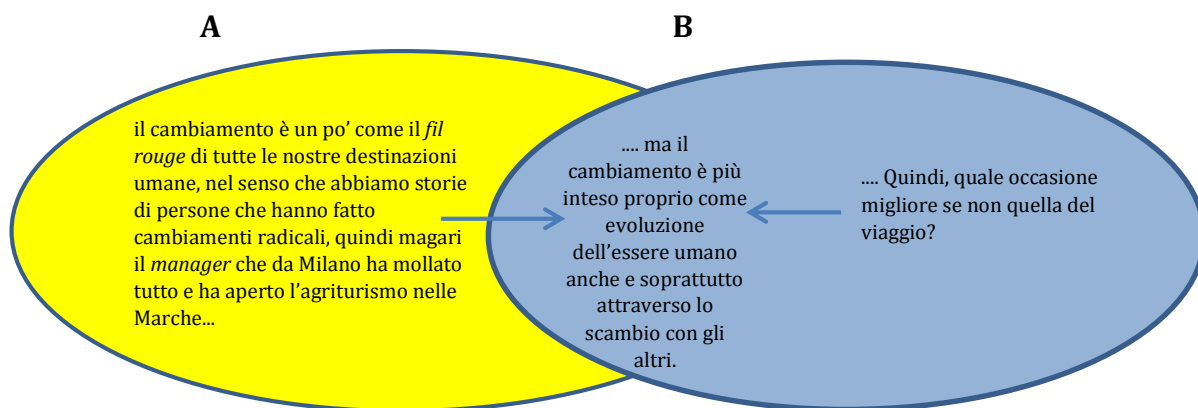 A
B
il cambiamento è un po’ come il fil
rouge di tutte le nostre destinazioni
umane, nel senso che abbiamo storie
di persone che hanno fatto
cambiamenti radicali, quindi magari
il manager che da Milano ha mollato
tutto e ha aperto l’agriturismo nelle
Marche...
.... ma il
cambiamento è più
inteso proprio come
evoluzione
dell’essere umano
anche e soprattutto
attraverso lo
scambio con gli
altri.
.... Quindi, quale occasione
migliore se non quella del
viaggio?